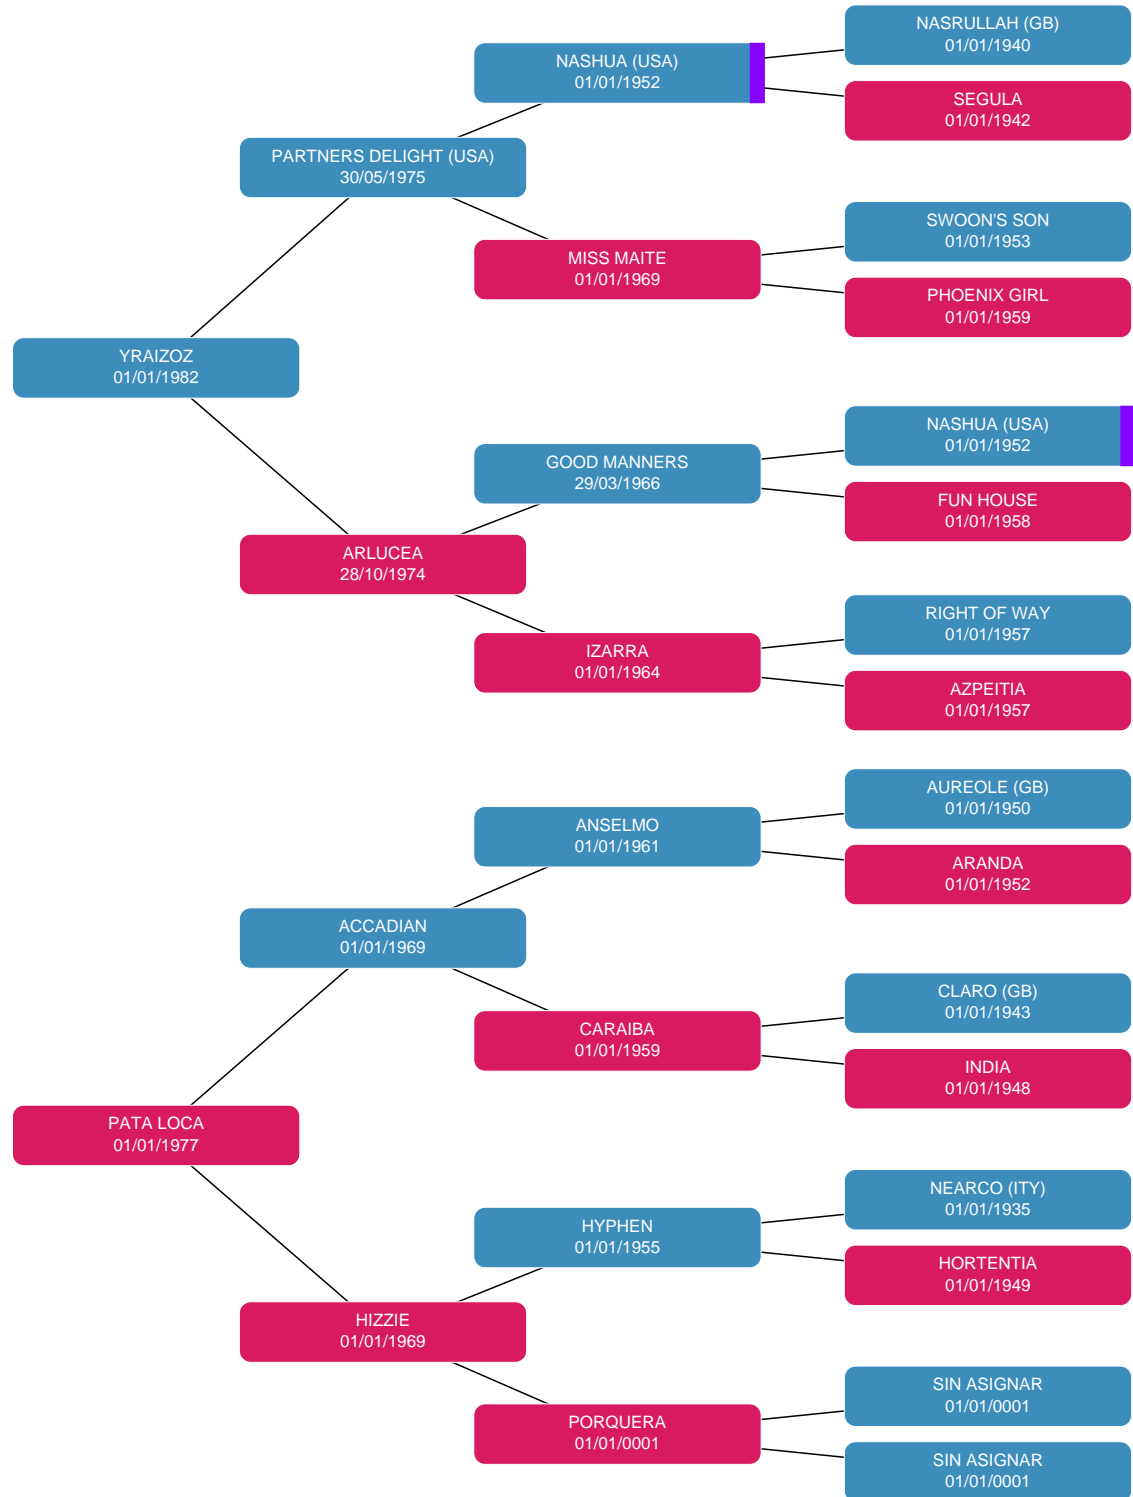 NASRULLAH (GB)
01/01/1940
NASHUA (USA)
01/01/1952
SEGULA
01/01/1942
PARTNERS DELIGHT (USA)
30/05/1975
SWOON'S SON
01/01/1953
MISS MAITE
01/01/1969
PHOENIX GIRL
01/01/1959
YRAIZOZ
01/01/1982
NASHUA (USA)
01/01/1952
GOOD MANNERS
29/03/1966
FUN HOUSE
01/01/1958
ARLUCEA
28/10/1974
RIGHT OF WAY
01/01/1957
IZARRA
01/01/1964
AZPEITIA
01/01/1957
AUREOLE (GB)
01/01/1950
ANSELMO
01/01/1961
ARANDA
01/01/1952
ACCADIAN
01/01/1969
CLARO (GB)
01/01/1943
CARAIBA
01/01/1959
INDIA
01/01/1948
PATA LOCA
01/01/1977
NEARCO (ITY)
01/01/1935
HYPHEN
01/01/1955
HORTENTIA
01/01/1949
HIZZIE
01/01/1969
SIN ASIGNAR
01/01/0001
PORQUERA
01/01/0001
SIN ASIGNAR
01/01/0001